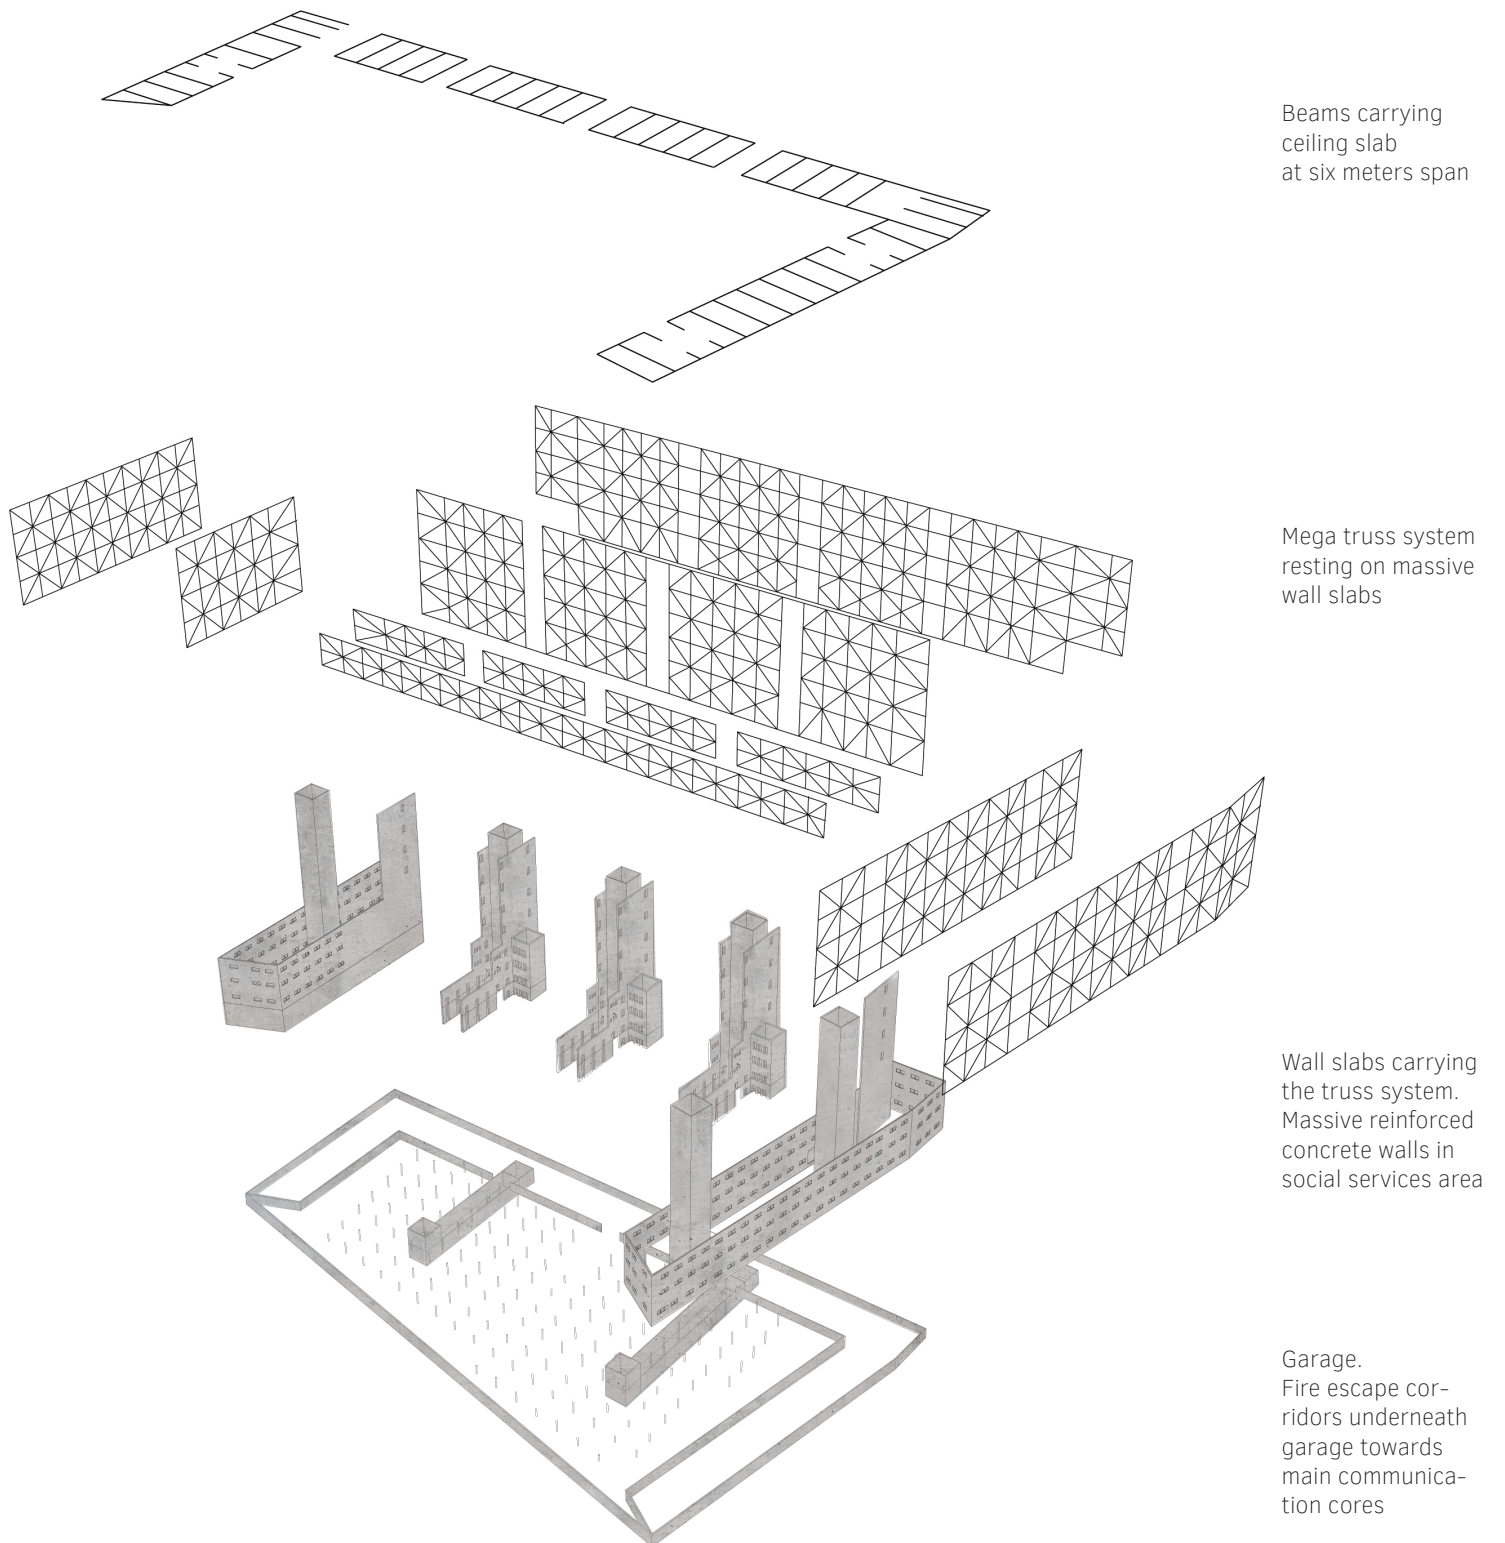 Beams carrying
ceiling slab
at six meters span
Mega truss system
resting on massive
wall slabs
Wall slabs carrying
the truss system.
Massive reinforced
concrete walls in
social services area
Garage.
Fire escape cor-
ridors underneath
garage towards
main communica-
tion cores